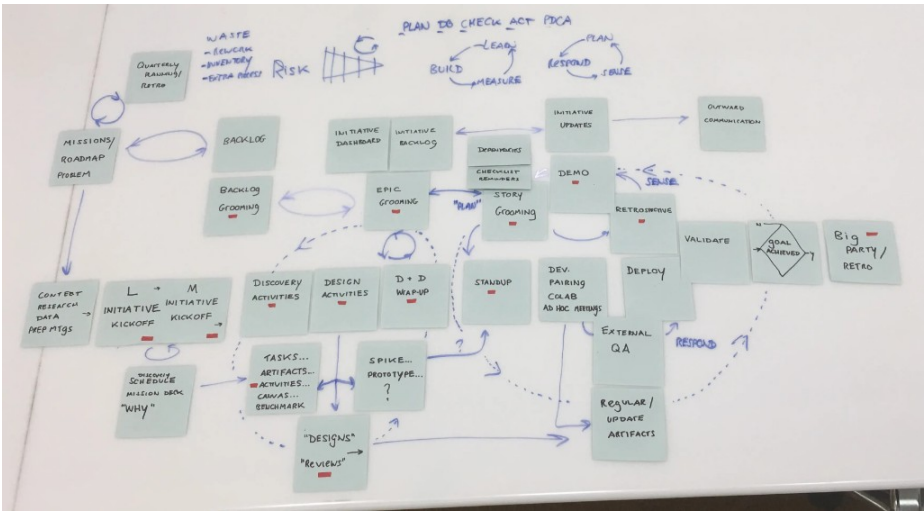 PLAN DO CHECK ACT PDCA
WASTE
-REWORK
-INVENTORY
-EXTRA PROCESS
RISK
LEARN
BUILD
MEASURE
PLAN
RESPOND
SENSE
QUARTERLY
PLANNING/
RETRO
MISSIONS/
ROADMAP
PROBLEM
BACKLOG
INITIATIVE
DASHBOARD
INITIATIVE
BACKLOG
INITIATIVE
UPDATES
OUTWARD
COMMUNICATION
DEPENDENCIES
CHECKLIST
REMINDERS
BACKLOG
GROOMING
EPIC
GROOMING
"PLAN"
STORY
GROOMING
DEMO
SENSE
RETROSPECTIVE
VALIDATE
N
GOAL
ACHIEVED
Y
BIG
PARTY/
RETRO
CONTEXT
RESEARCH
DATA
PREP MTGS
L → M
INITIATIVE
KICKOFF
INITIATIVE
KICKOFF
DISCOVERY
ACTIVITIES
DESIGN
ACTIVITIES
D + D
WRAP-UP
STANDUP
DEV.
PAIRING
COLAB
AD HOC MEETINGS
DEPLOY
EXTERNAL
QA
RESPOND
DISCOVERY
SCHEDULE
MISSION DECK
"WHY"
TASKS...
ARTIFACTS...
ACTIVITIES...
CANVAS...
BENCHMARK
SPIKE...
PROTOTYPE...
?
?
"DESIGNS"
"REVIEWS"
REGULAR/
UPDATE
ARTIFACTS